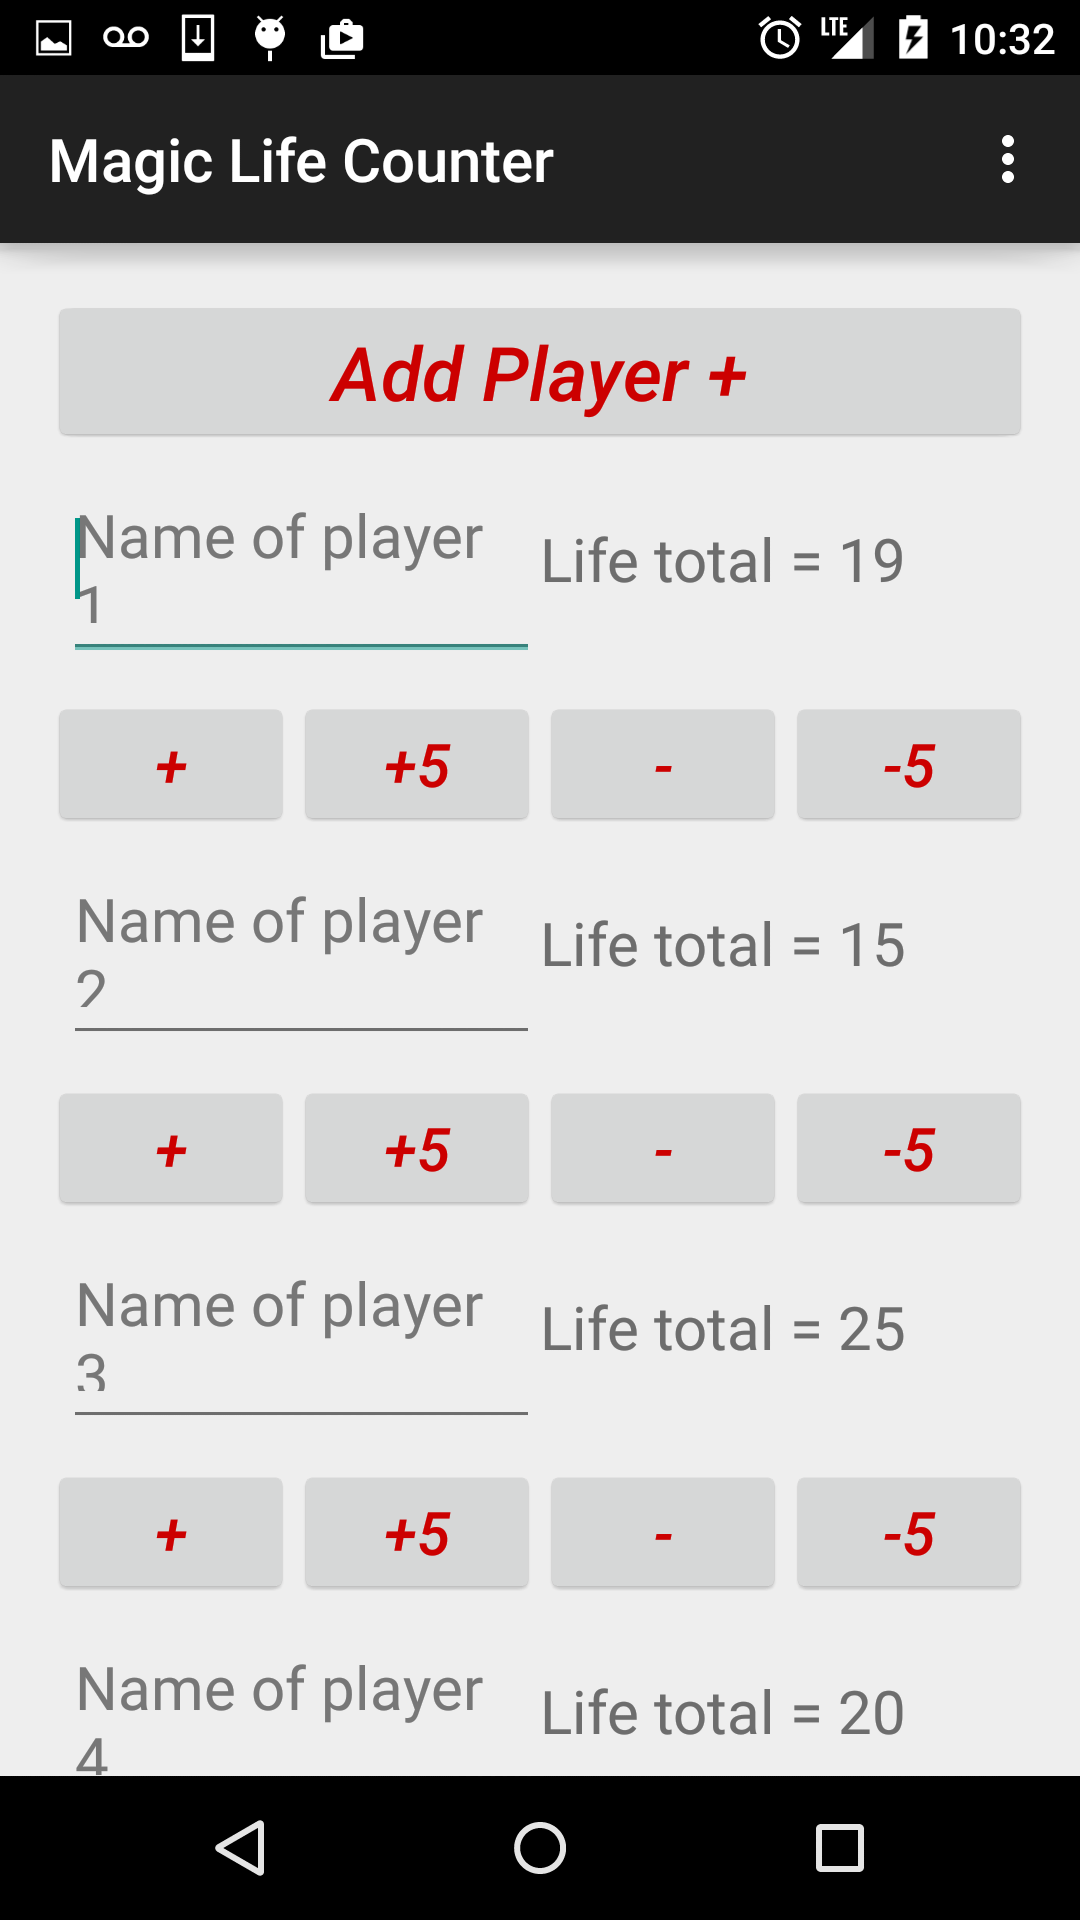 LTE 10:32
Magic Life Counter
Add Player +
Name of player
1
Life total = 19
+ +5 - -5
Name of player
2
Life total = 15
+ +5 - -5
Name of player
3
Life total = 25
+ +5 - -5
Name of player
4
Life total = 20